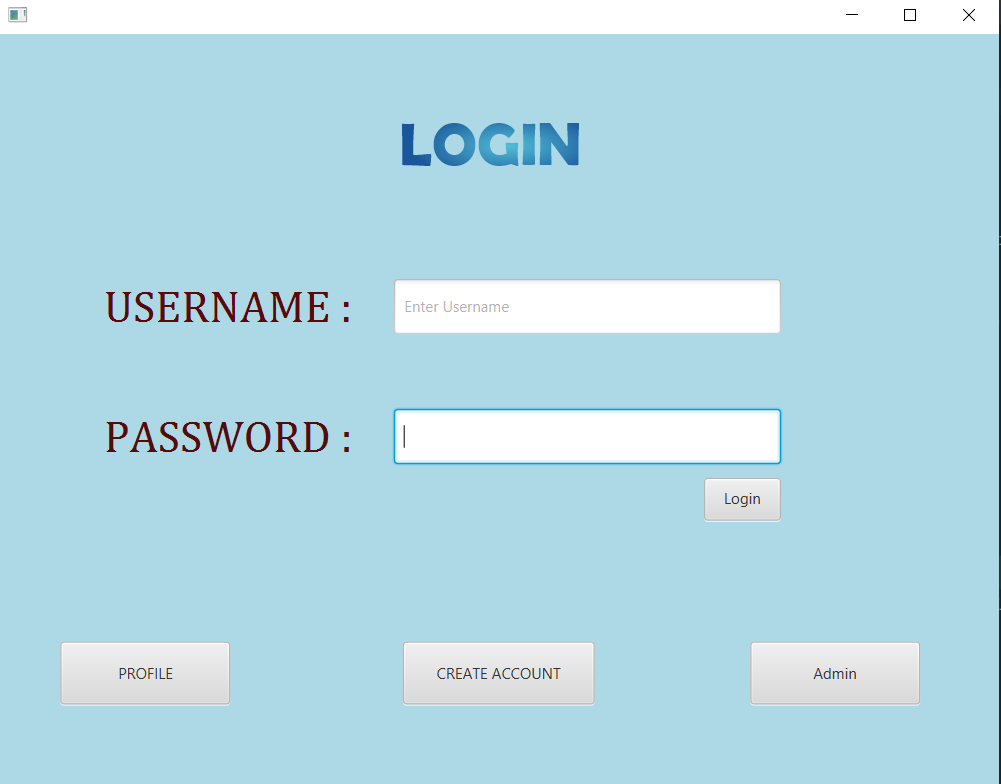 LOGIN
USERNAME : Enter Username
PASSWORD :
Login
PROFILE CREATE ACCOUNT Admin